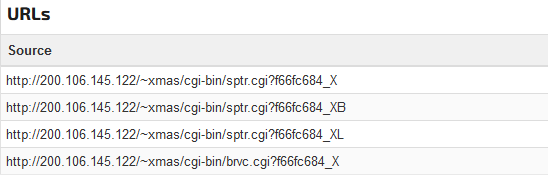 URLs
Source
http://200.106.145.122/~xmas/cgi-bin/sptr.cgi?f66fc684_X
http://200.106.145.122/~xmas/cgi-bin/sptr.cgi?f66fc684_XB
http://200.106.145.122/~xmas/cgi-bin/sptr.cgi?f66fc684_XL
http://200.106.145.122/~xmas/cgi-bin/brvc.cgi?f66fc684_X